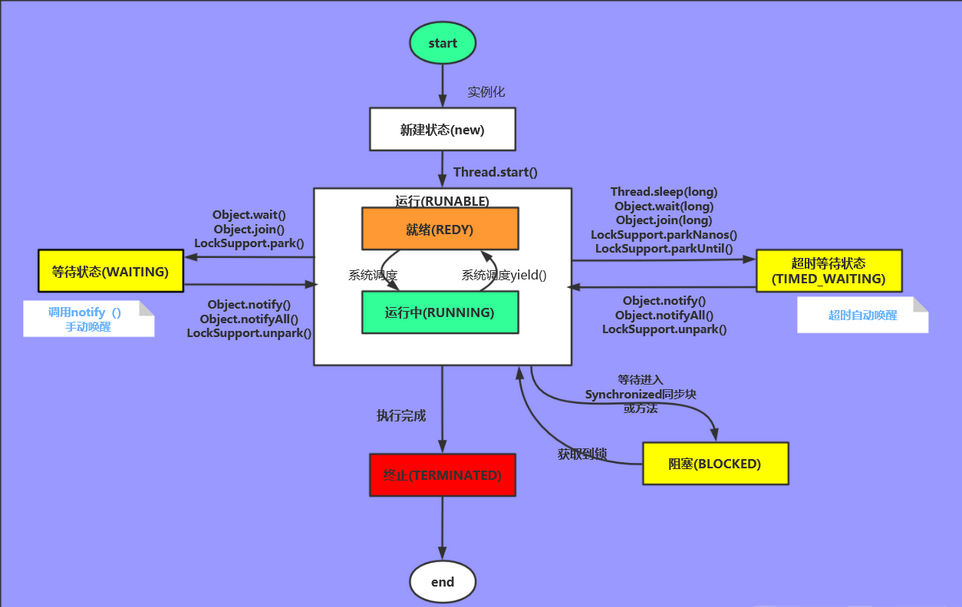 start
实例化
新建状态(new)
Thread.start()
运行(RUNABLE)
就绪(REDY)
系统调度
系统调度yield()
运行中(RUNNING)
Object.wait()
Object.join()
LockSupport.park()
等待状态(WAITING)
调用notify（)
手动唤醒
Object.notify()
Object.notifyAll()
LockSupport.unpark()
Thread.sleep(long)
Object.wait(long)
Object.join(long)
LockSupport.parkNanos()
LockSupport.parkUntil()
超时等待状态
(TIMED_WAITING)
超时自动唤醒
Object.notify()
Object.notifyAll()
LockSupport.unpark()
等待进入
Synchronized同步块
或方法
获取到锁
阻塞(BLOCKED)
执行完成
终止(TERMINATED)
end